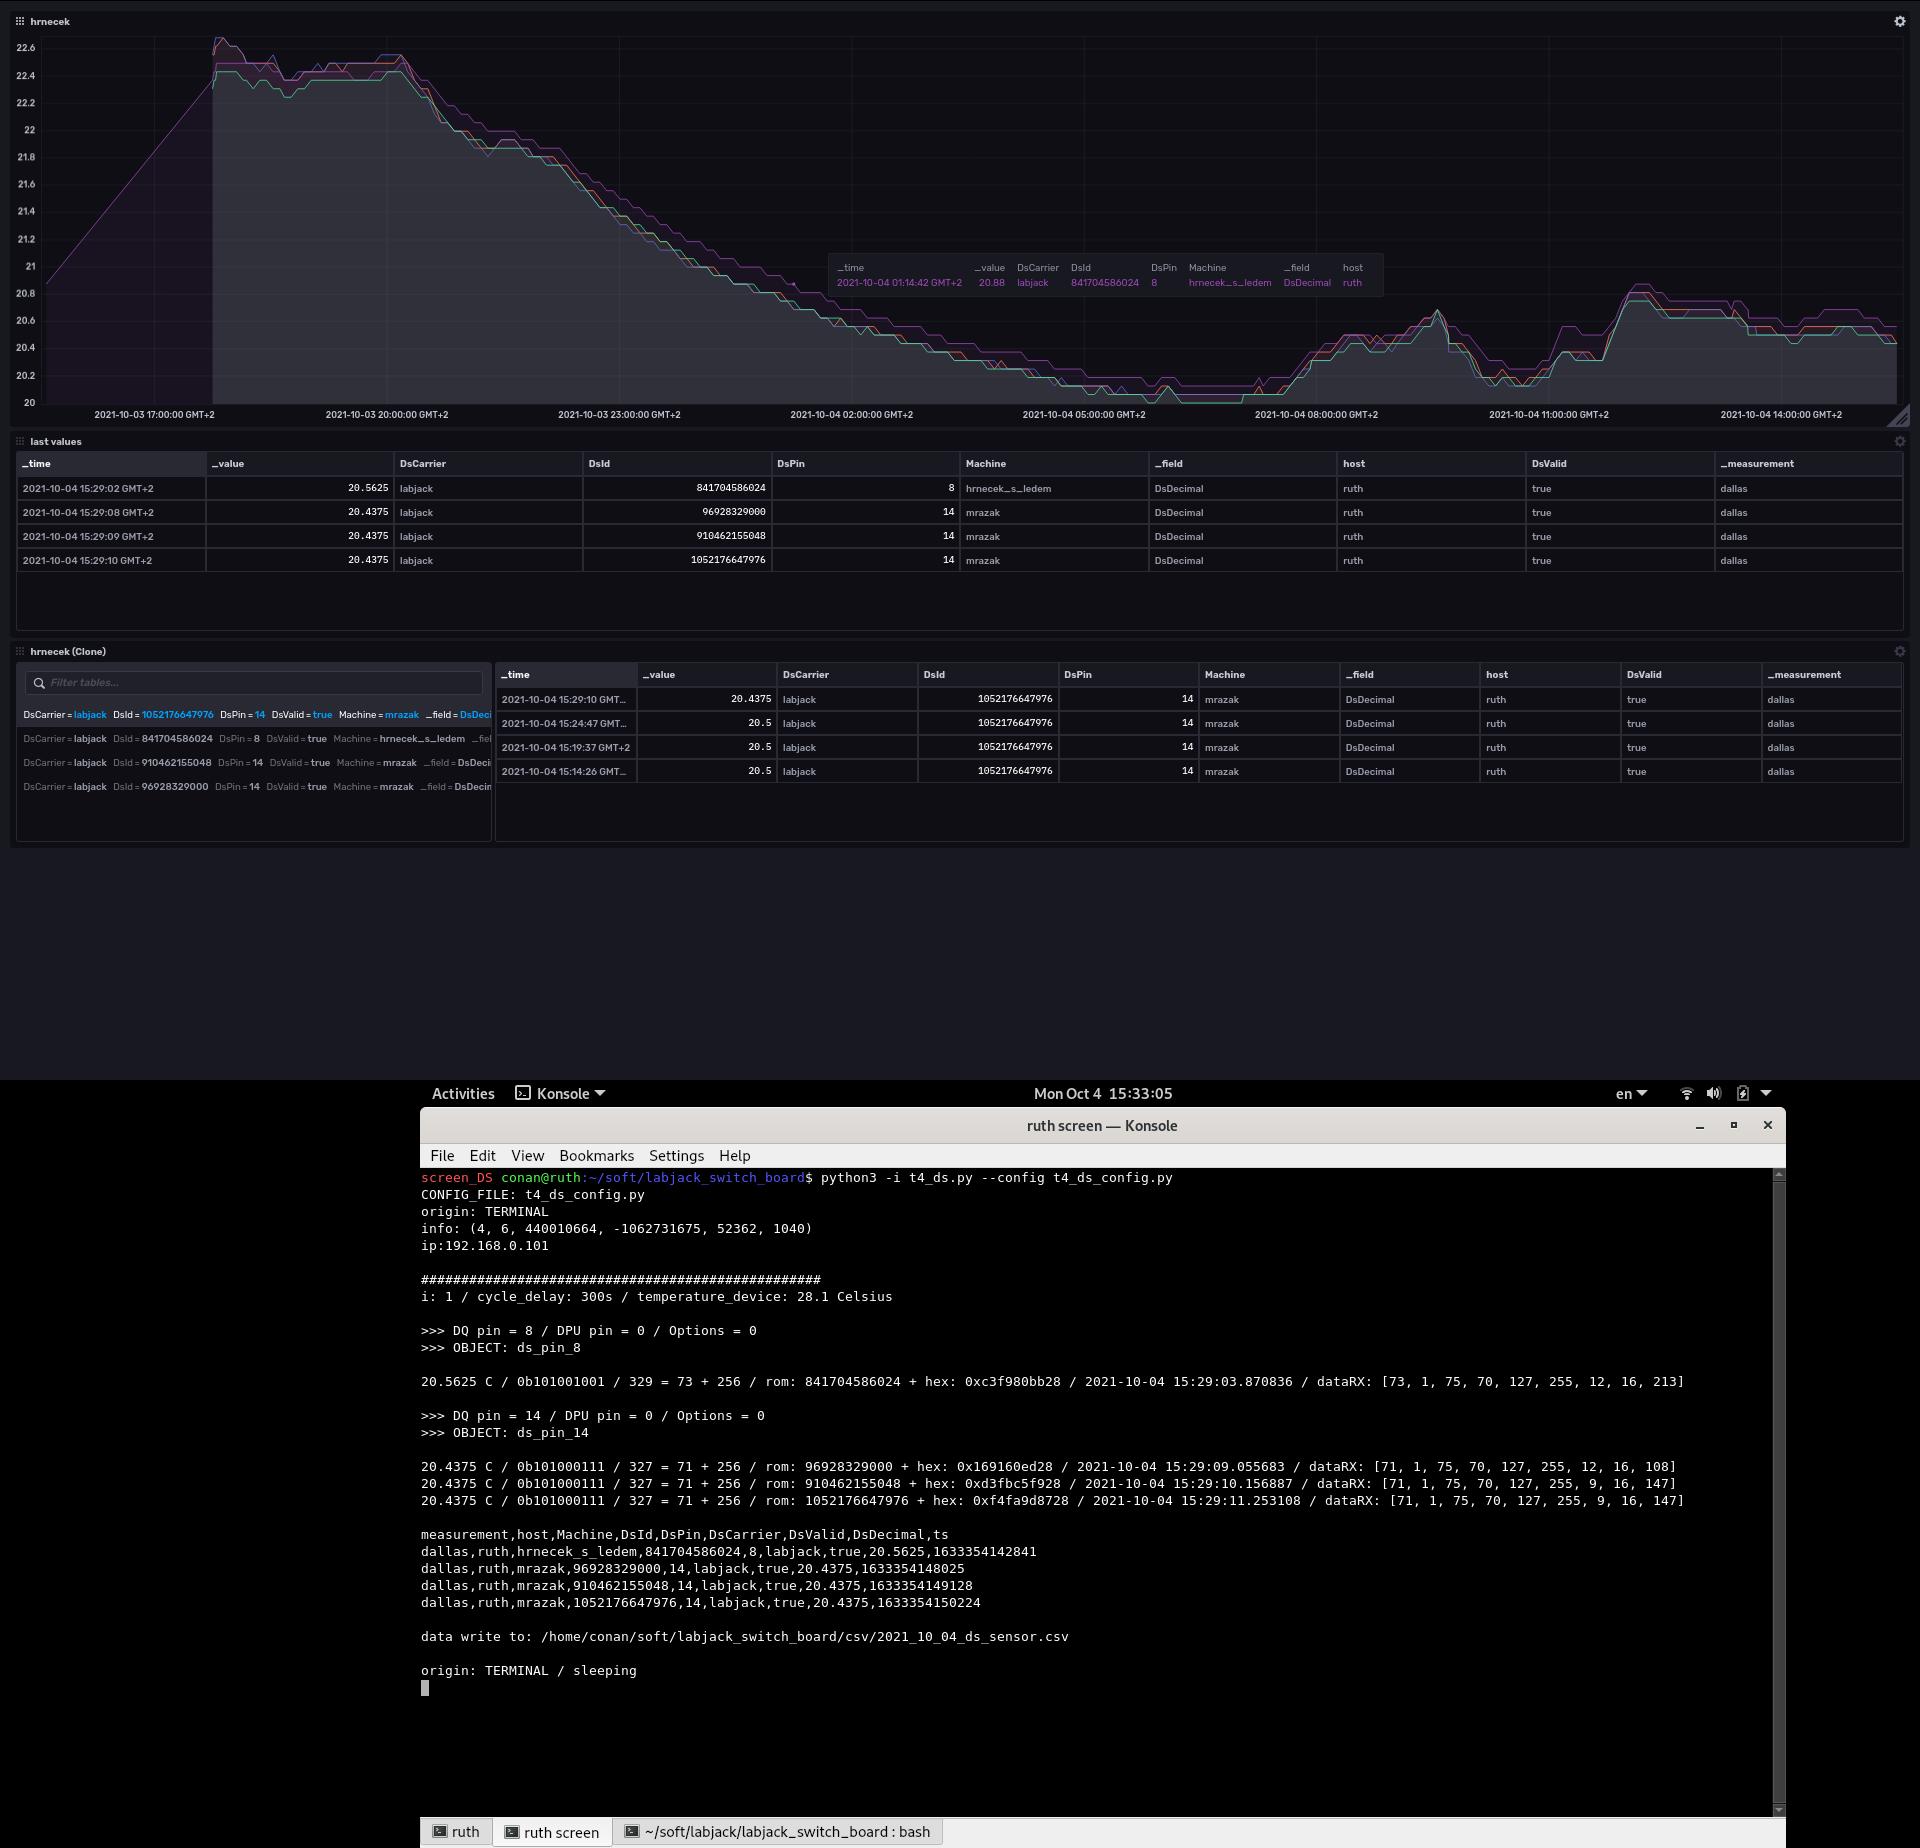 hrnecek
22.6
22.4
22.2
22
21.8
21.6
21.4
21.2
21
20.8
20.6
20.4
20.2
20
_time _value DsCarrier DsId DsPin Machine _field host
2021-10-04 01:14:42 GMT+2 20.88 labjack 841704586024 8 hrnecek_s_ledem DsDecimal ruth
2021-10-03 17:00:00 GMT+2 2021-10-03 20:00:00 GMT+2 2021-10-03 23:00:00 GMT+2 2021-10-04 02:00:00 GMT+2 2021-10-04 05:00:00 GMT+2 2021-10-04 08:00:00 GMT+2 2021-10-04 11:00:00 GMT+2 2021-10-04 14:00:00 GMT+2
last values
_time _value DsCarrier DsId DsPin Machine _field host DsValid _measurement
2021-10-04 15:29:02 GMT+2 20.5625 labjack 841704586024 8 hrnecek_s_ledem DsDecimal ruth true dallas
2021-10-04 15:29:08 GMT+2 20.4375 labjack 96928329000 14 mrazak DsDecimal ruth true dallas
2021-10-04 15:29:09 GMT+2 20.4375 labjack 910462155048 14 mrazak DsDecimal ruth true dallas
2021-10-04 15:29:10 GMT+2 20.4375 labjack 1052176647976 14 mrazak DsDecimal ruth true dallas
hrnecek (Clone)
Filter tables...
DsCarrier = labjack DsId = 1052176647976 DsPin = 14 DsValid = true Machine = mrazak _field = DsDeci
DsCarrier = labjack DsId = 841704586024 DsPin = 8 DsValid = true Machine = hrnecek_s_ledem _fiel
DsCarrier = labjack DsId = 910462155048 DsPin = 14 DsValid = true Machine = mrazak _field = DsDeci
DsCarrier = labjack DsId = 96928329000 DsPin = 14 DsValid = true Machine = mrazak _field = DsDecin
_time _value DsCarrier DsId DsPin Machine _field host DsValid _measurement
2021-10-04 15:29:10 GMT... 20.4375 labjack 1052176647976 14 mrazak DsDecimal ruth true dallas
2021-10-04 15:24:47 GMT... 20.5 labjack 1052176647976 14 mrazak DsDecimal ruth true dallas
2021-10-04 15:19:37 GMT+2 20.5 labjack 1052176647976 14 mrazak DsDecimal ruth true dallas
2021-10-04 15:14:26 GMT... 20.5 labjack 1052176647976 14 mrazak DsDecimal ruth true dallas
Activities Konsole Mon Oct 4 15:33:05 en
ruth screen — Konsole
File Edit View Bookmarks Settings Help
screen_DS conan@ruth:~/soft/labjack_switch_board$ python3 -i t4_ds.py --config t4_ds_config.py
CONFIG_FILE: t4_ds_config.py
origin: TERMINAL
info: (4, 6, 440010664, -1062731675, 52362, 1040)
ip:192.168.0.101
##################################################
i: 1 / cycle_delay: 300s / temperature_device: 28.1 Celsius
>>> DQ pin = 8 / DPU pin = 0 / Options = 0
>>> OBJECT: ds_pin_8
20.5625 C / 0b101001001 / 329 = 73 + 256 / rom: 841704586024 + hex: 0xc3f980bb28 / 2021-10-04 15:29:03.870836 / dataRX: [73, 1, 75, 70, 127, 255, 12, 16, 213]
>>> DQ pin = 14 / DPU pin = 0 / Options = 0
>>> OBJECT: ds_pin_14
20.4375 C / 0b101000111 / 327 = 71 + 256 / rom: 96928329000 + hex: 0x169160ed28 / 2021-10-04 15:29:09.055683 / dataRX: [71, 1, 75, 70, 127, 255, 12, 16, 108]
20.4375 C / 0b101000111 / 327 = 71 + 256 / rom: 910462155048 + hex: 0xd3fbc5f928 / 2021-10-04 15:29:10.156887 / dataRX: [71, 1, 75, 70, 127, 255, 9, 16, 147]
20.4375 C / 0b101000111 / 327 = 71 + 256 / rom: 1052176647976 + hex: 0xf4fa9d8728 / 2021-10-04 15:29:11.253108 / dataRX: [71, 1, 75, 70, 127, 255, 9, 16, 147]
measurement,host,Machine,DsId,DsPin,DsCarrier,DsValid,DsDecimal,ts
dallas,ruth,hrnecek_s_ledem,841704586024,8,labjack,true,20.5625,1633354142841
dallas,ruth,mrazak,96928329000,14,labjack,true,20.4375,1633354148025
dallas,ruth,mrazak,910462155048,14,labjack,true,20.4375,1633354149128
dallas,ruth,mrazak,1052176647976,14,labjack,true,20.4375,1633354150224
data write to: /home/conan/soft/labjack_switch_board/csv/2021_10_04_ds_sensor.csv
origin: TERMINAL / sleeping
ruth ruth screen ~/soft/labjack/labjack_switch_board : bash